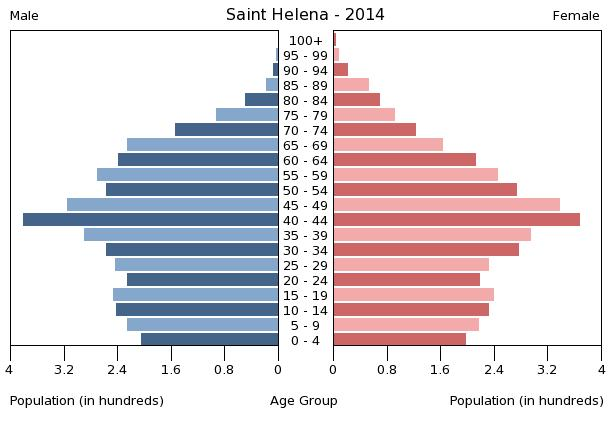 Saint Helena - 2014
Male
Female
100+
95 - 99
90 - 94
85 - 89
80 - 84
75 - 79
70 - 74
65 - 69
60 - 64
55 - 59
50 - 54
45 - 49
40 - 44
35 - 39
30 - 34
25 - 29
20 - 24
15 - 19
10 - 14
5 - 9
0 - 4
4 3.2 2.4 1.6 0.8 0 0 0.8 1.6 2.4 3.2 4
Population (in hundreds) Age Group Population (in hundreds)